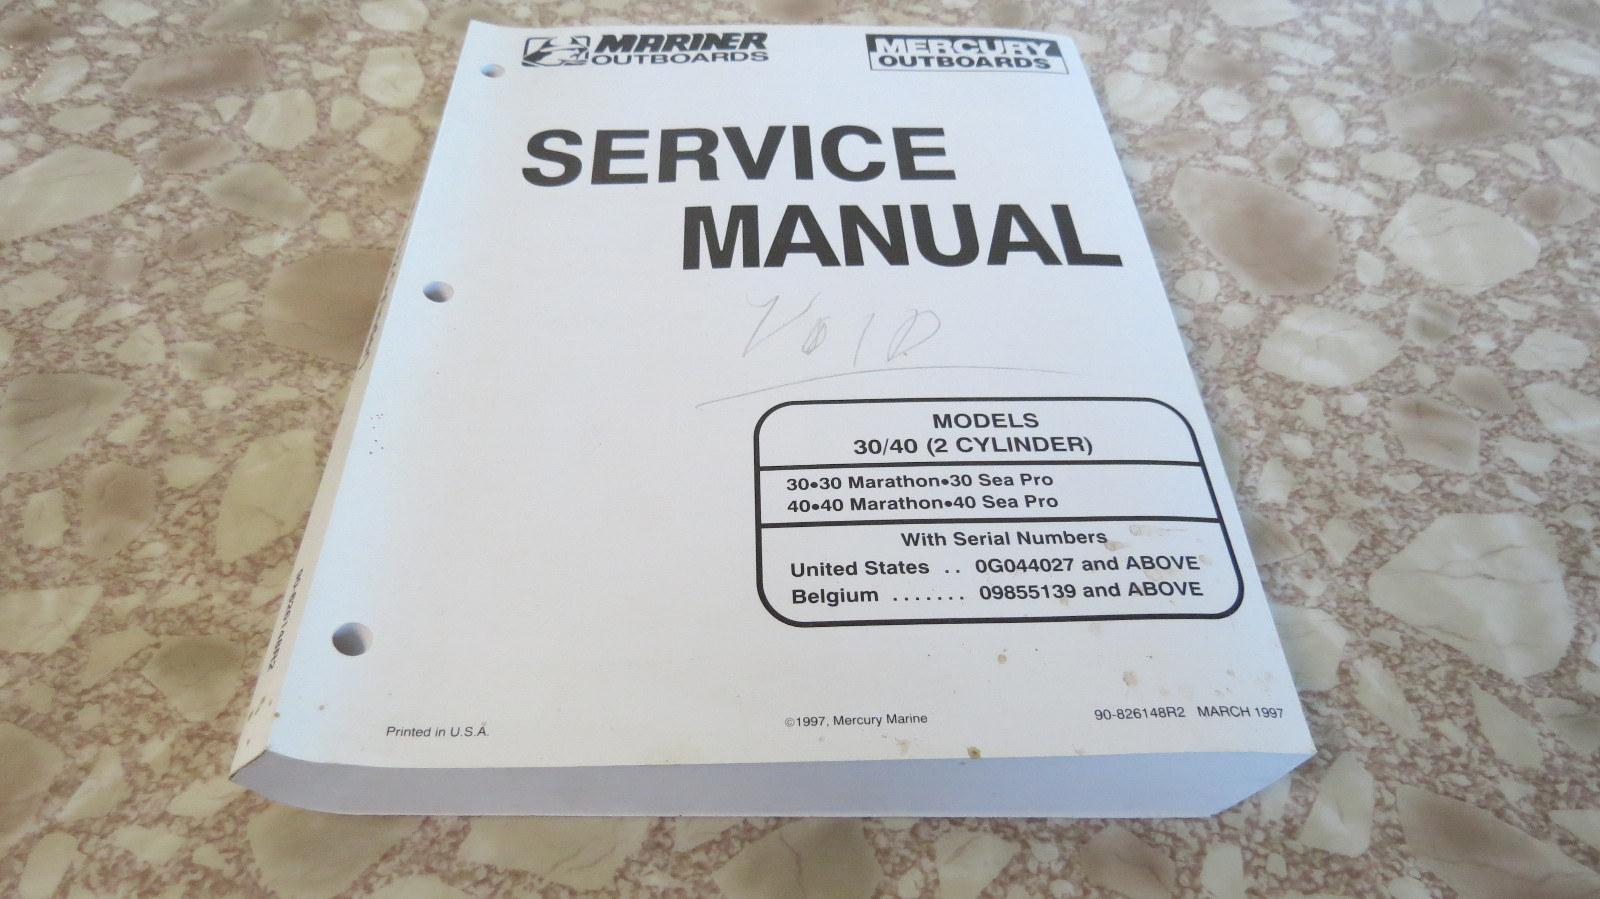 MARINER
OUTBOARDS
MERCURY
OUTBOARDS
SERVICE
MANUAL
VOID
MODELS
30/40 (2 CYLINDER)
30•30 Marathon•30 Sea Pro
40•40 Marathon•40 Sea Pro
With Serial Numbers
United States .. 0G044027 and ABOVE
Belgium ....... 09855139 and ABOVE
Printed in U.S.A.
©1997, Mercury Marine
90-826148R2 MARCH 1997
90-826148R2